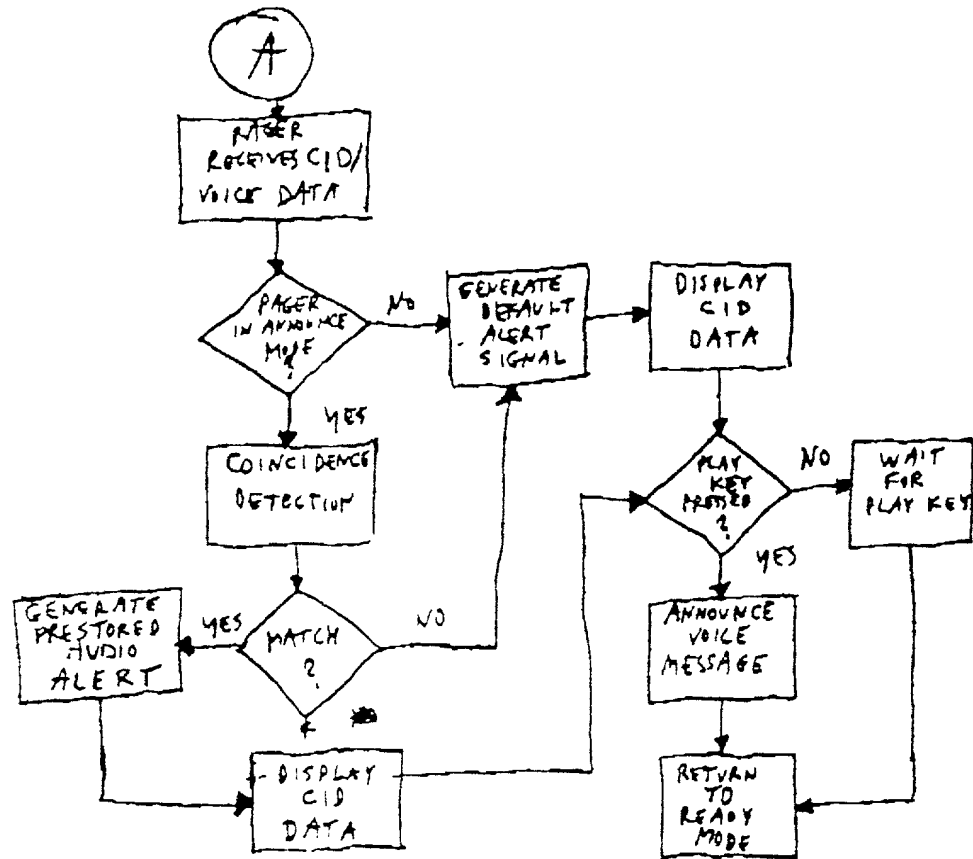 A
PAGER
RECEIVES CID/
VOICE DATA
PAGER
IN ANNOUNCE
MODE
?
NO
YES
GENERATE
DEFAULT
ALERT
SIGNAL
DISPLAY
CID
DATA
COINCIDENCE
DETECTION
PLAY
KEY
PRESSED
?
NO
YES
WAIT
FOR
PLAY KEY
GENERATE
PRESTORED
AUDIO
ALERT
YES
MATCH
?
NO
ANNOUNCE
VOICE
MESSAGE
DISPLAY
CID
DATA
RETURN
TO
READY
MODE